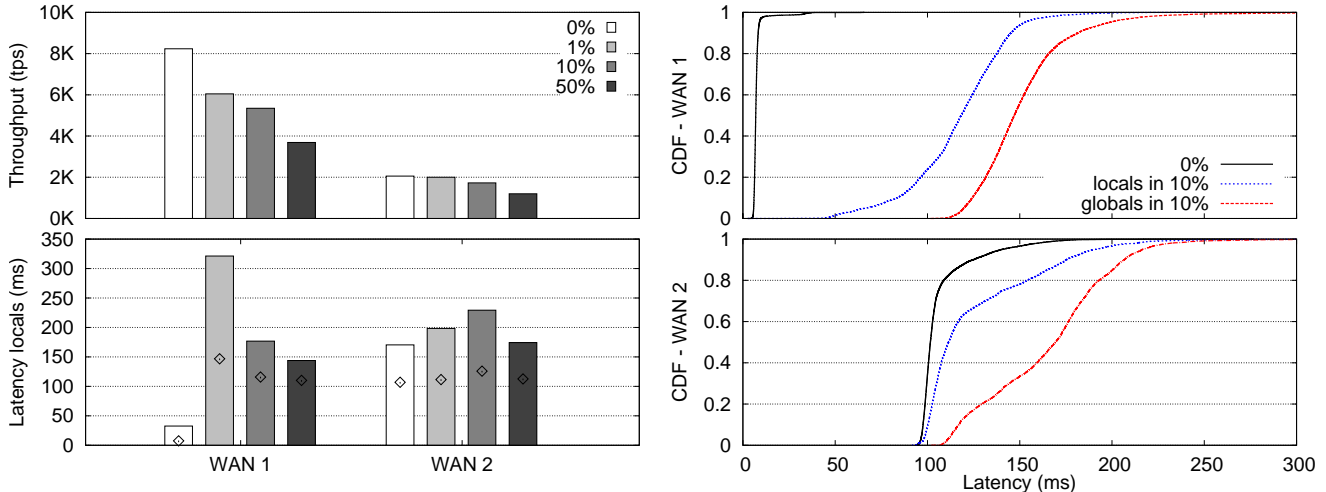 Throughput (tps)
10K
8K
6K
4K
2K
0K
0%
1%
10%
50%
Latency locals (ms)
350
300
250
200
150
100
50
0
WAN 1
WAN 2
CDF - WAN 1
1
0.8
0.6
0.4
0.2
0
0%
locals in 10%
globals in 10%
CDF - WAN 2
1
0.8
0.6
0.4
0.2
0
0
50
100
150
200
250
300
Latency (ms)